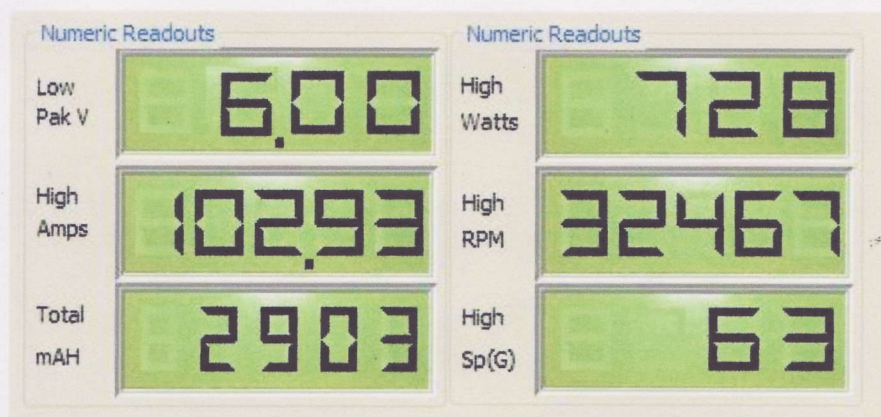 Numeric Readouts
Low
Pak V
6.00
High
Amps
102.93
Total
mAH
2903
Numeric Readouts
High
Watts
728
High
RPM
32467
High
Sp(G)
63